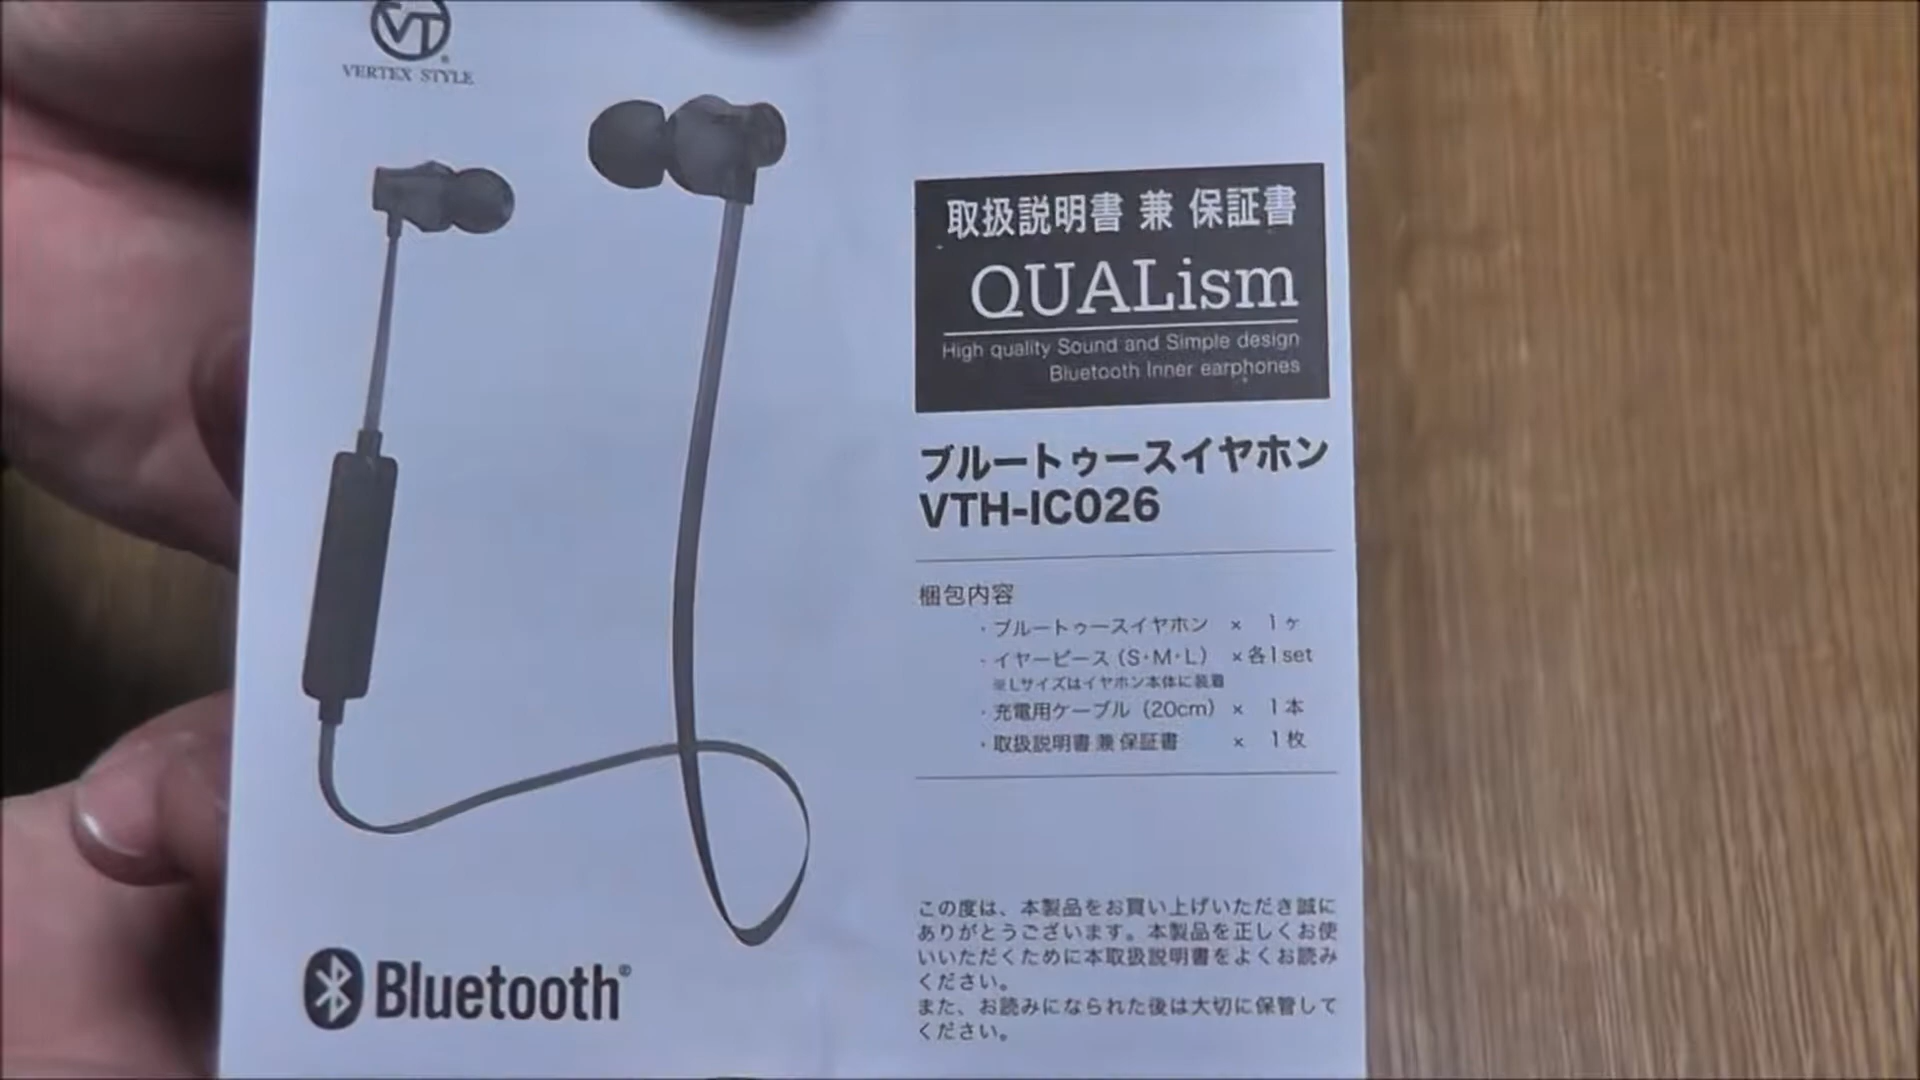 VT
VERTEX STYLE
取扱説明書 兼 保証書
QUALism
High quality Sound and Simple design
Bluetooth Inner earphones
ブルートゥースイヤホン
VTH-IC026
梱包内容
・ブルートゥースイヤホン × 1ヶ
・イヤーピース（S・M・L） ×各1set
※Lサイズはイヤホン本体に装着
・充電用ケーブル（20cm）× 1本
・取扱説明書 兼 保証書 × 1枚
この度は、本製品をお買い上げいただき誠に
ありがとうございます。本製品を正しくお使
いいただくために本取扱説明書をよくお読み
ください。
また、お読みになられた後は大切に保管して
ください。
Bluetooth®